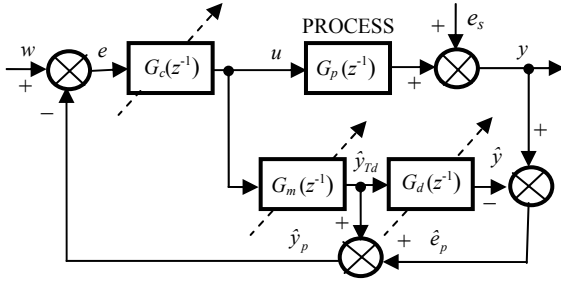 PROCESS
+ e_s
w e u y
G_c(z⁻¹) G_p(z⁻¹)
+ +
−
+
ŷ_Td ŷ
G_m(z⁻¹) G_d(z⁻¹) −
+
ŷ_p + ê_p